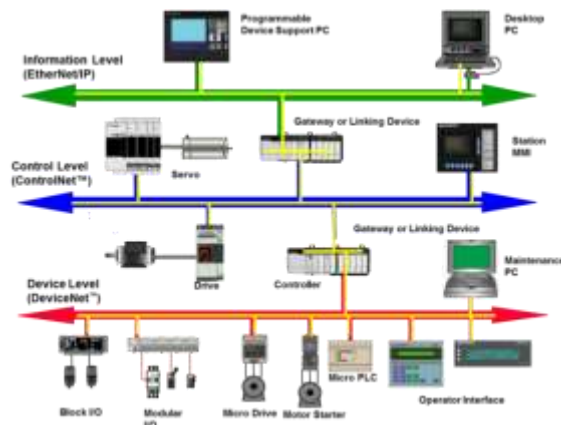 Programmable
Device Support PC
Desktop
PC
Information Level
(EtherNet/IP)
Gateway or Linking Device
Station
MMI
Servo
Control Level
(ControlNet™)
Gateway or Linking Device
Maintenance
PC
Drive
Controller
Device Level
(DeviceNet™)
Micro PLC
Block I/O
Modular
I/O
Micro Drive
Motor Starter
Operator Interface